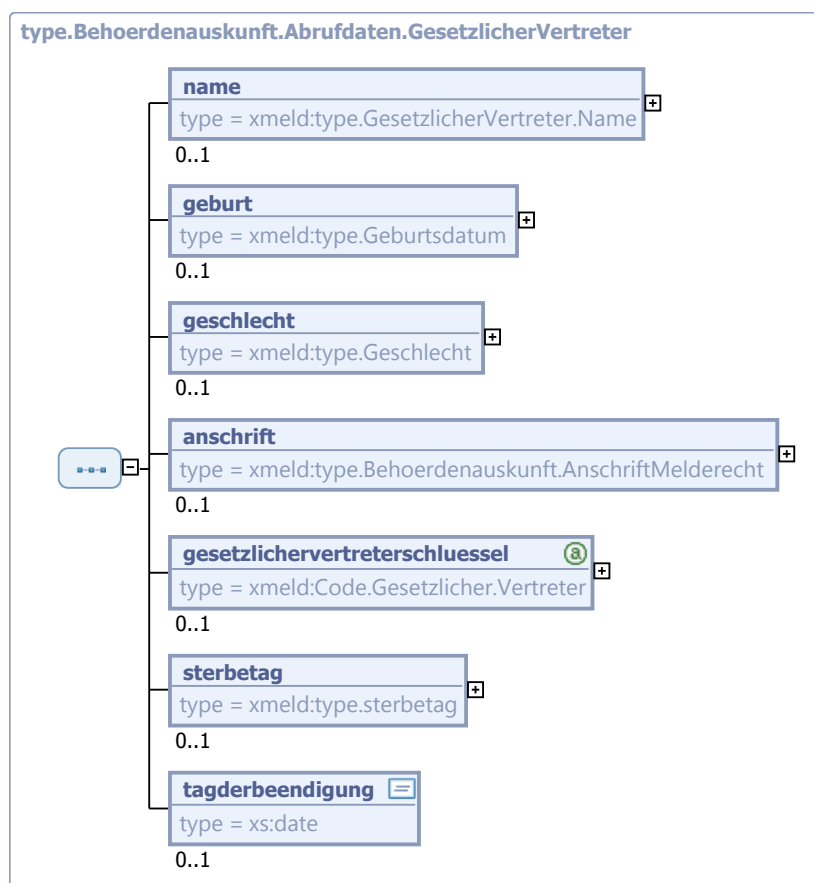 type.Behoerdenauskunft.Abrufdaten.GesetzlicherVertreter
name
type = xmeld:type.GesetzlicherVertreter.Name
0..1
geburt
type = xmeld:type.Geburtsdatum
0..1
geschlecht
type = xmeld:type.Geschlecht
0..1
anschrift
type = xmeld:type.Behoerdenauskunft.AnschriftMelderecht
0..1
gesetzlichervertreterschluessel a
type = xmeld:Code.Gesetzlicher.Vertreter
0..1
sterbetag
type = xmeld:type.sterbetag
0..1
tagderbeendigung
type = xs:date
0..1